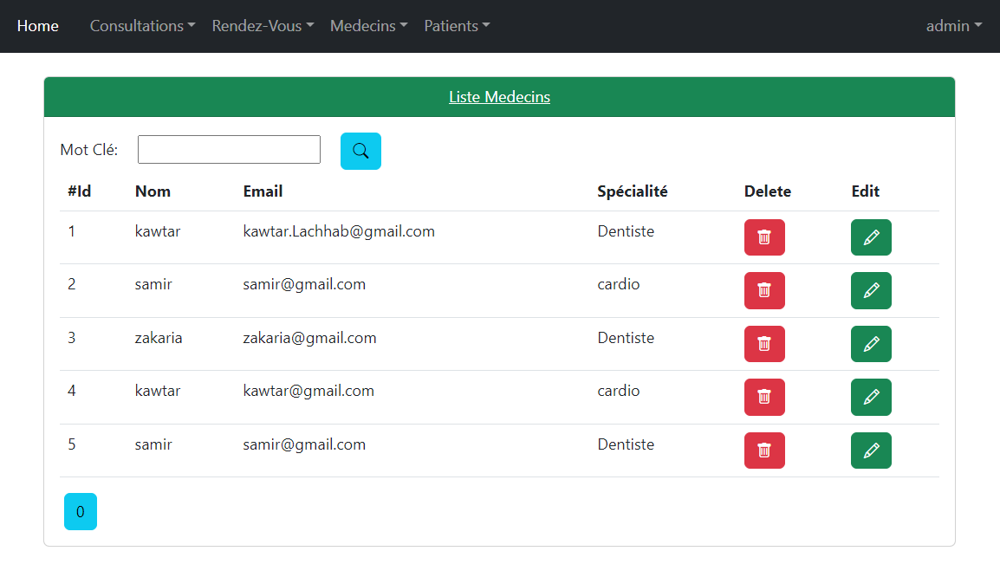 Home Consultations Rendez-Vous Medecins Patients admin
Liste Medecins
Mot Clé:
#Id Nom Email Spécialité Delete Edit
1 kawtar kawtar.Lachhab@gmail.com Dentiste
2 samir samir@gmail.com cardio
3 zakaria zakaria@gmail.com Dentiste
4 kawtar kawtar@gmail.com cardio
5 samir samir@gmail.com Dentiste
0